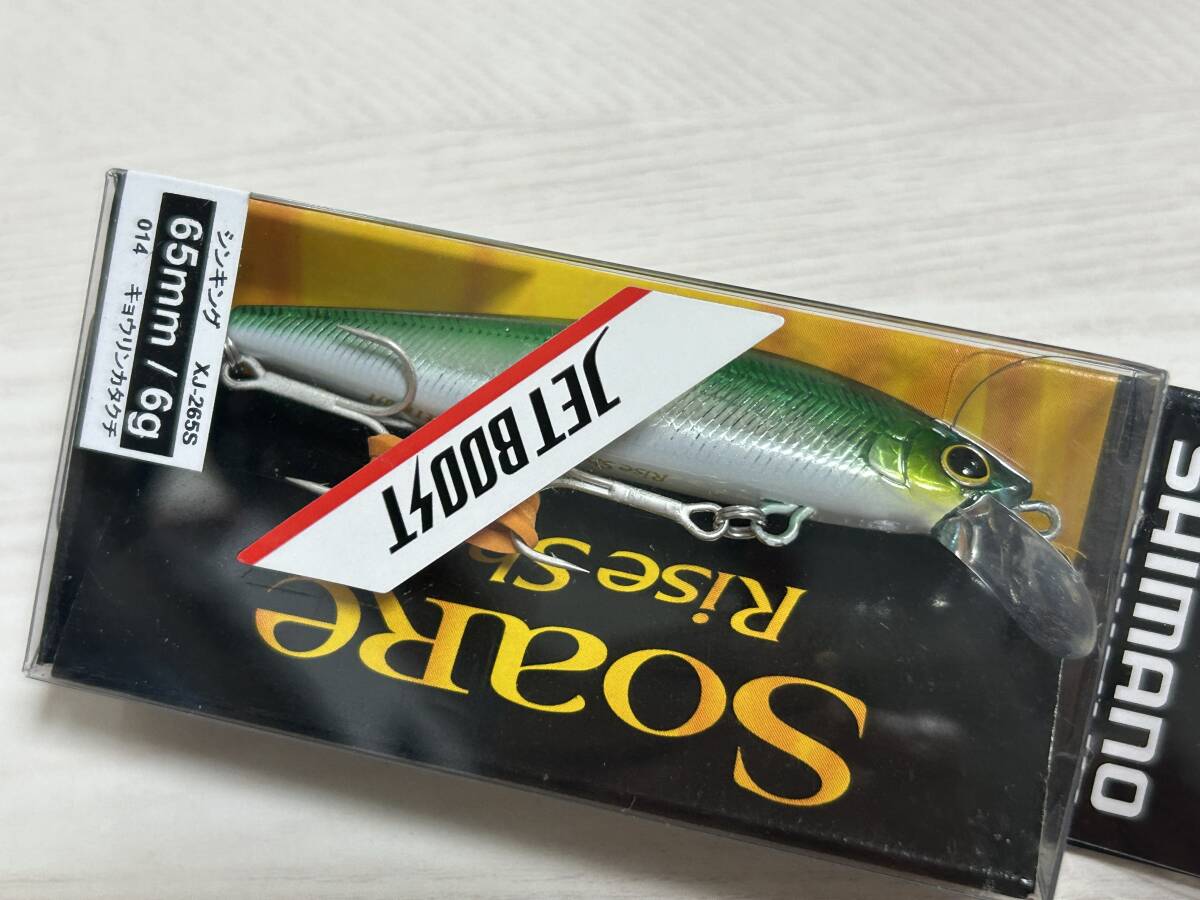 シンキング XJ-265S
65mm / 6g
014 キョウリンカタクチ
JET BOOST
Rise S
Soare
Rise Sh
SHIMANO